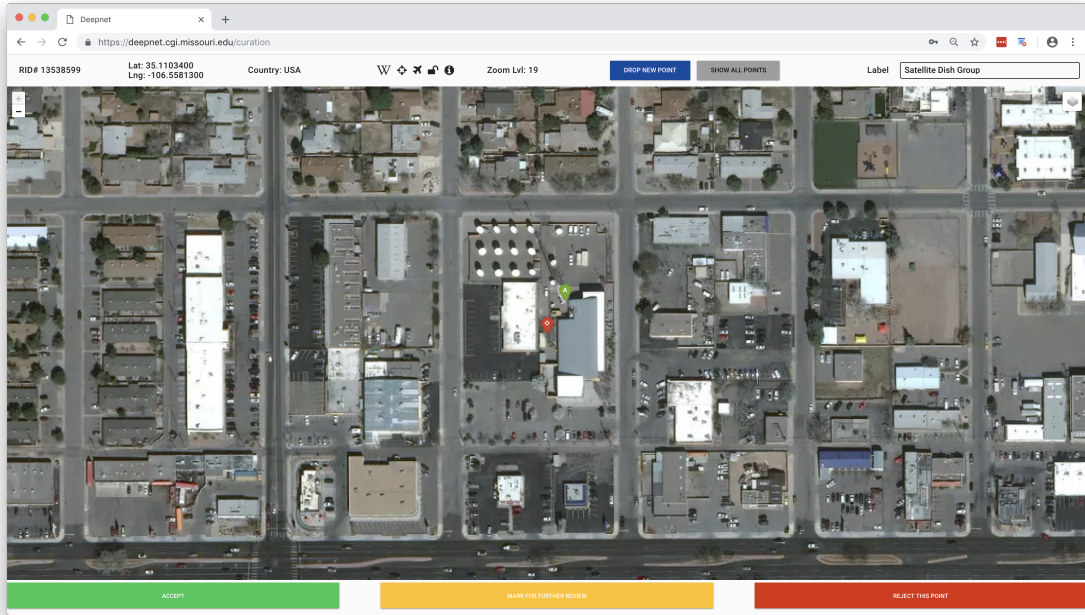 Deepnet
https://deepnet.cgi.missouri.edu/curation
RID# 13538599
Lat: 35.1103400
Lng: -106.5581300
Country: USA
W
Zoom Lvl: 19
DROP NEW POINT
SHOW ALL POINTS
Label
Satellite Dish Group
A
ACCEPT
MARK FOR FURTHER REVIEW
REJECT THIS POINT